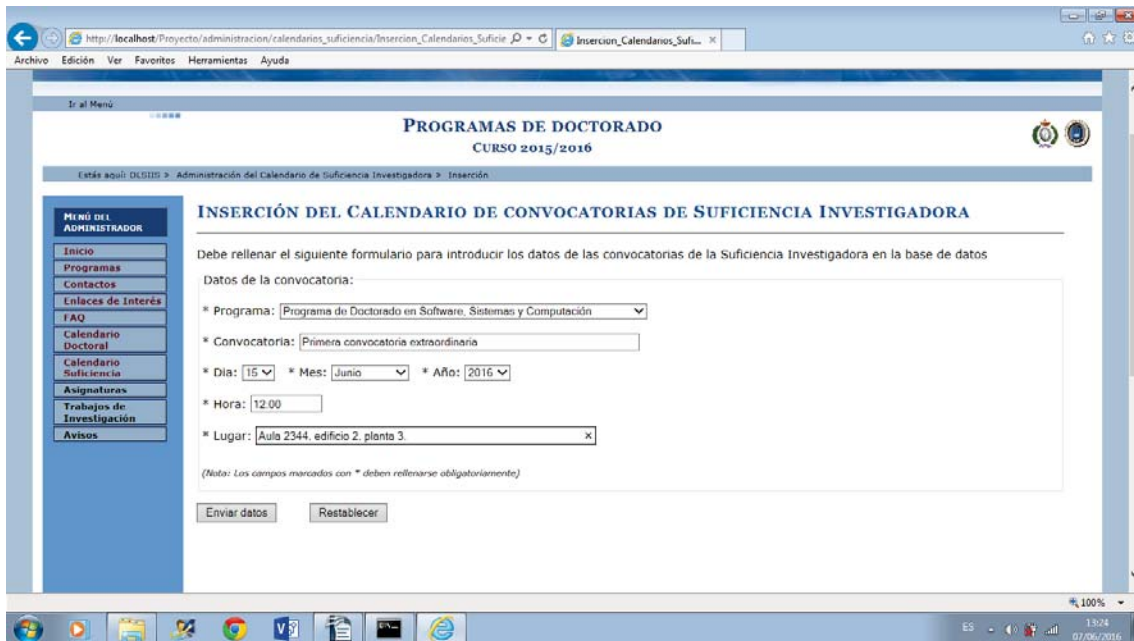 http://localhost/Proyecto/administracion/calendarios_suficiencia/Insercion_Calendarios_Suficie
Insercion_Calendarios_Sufi...
Archivo Edición Ver Favoritos Herramientas Ayuda
Ir al Menú
PROGRAMAS DE DOCTORADO
CURSO 2015/2016
Estás aquí: DLSIIS > Administración del Calendario de Suficiencia Investigadora > Inserción
MENÚ DEL
ADMINISTRADOR
Inicio
Programas
Contactos
Enlaces de Interés
FAQ
Calendario
Doctoral
Calendario
Suficiencia
Asignaturas
Trabajos de
Investigación
Avisos
INSERCIÓN DEL CALENDARIO DE CONVOCATORIAS DE SUFICIENCIA INVESTIGADORA
Debe rellenar el siguiente formulario para introducir los datos de las convocatorias de la Suficiencia Investigadora en la base de datos
Datos de la convocatoria:
* Programa: Programa de Doctorado en Software, Sistemas y Computación
* Convocatoria: Primera convocatoria extraordinaria
* Dia: 15 * Mes: Junio * Año: 2016
* Hora: 12:00
* Lugar: Aula 2344, edificio 2, planta 3.
(Nota: Los campos marcados con * deben rellenarse obligatoriamente)
Enviar datos Restablecer
100%
ES
13:24
07/06/2016